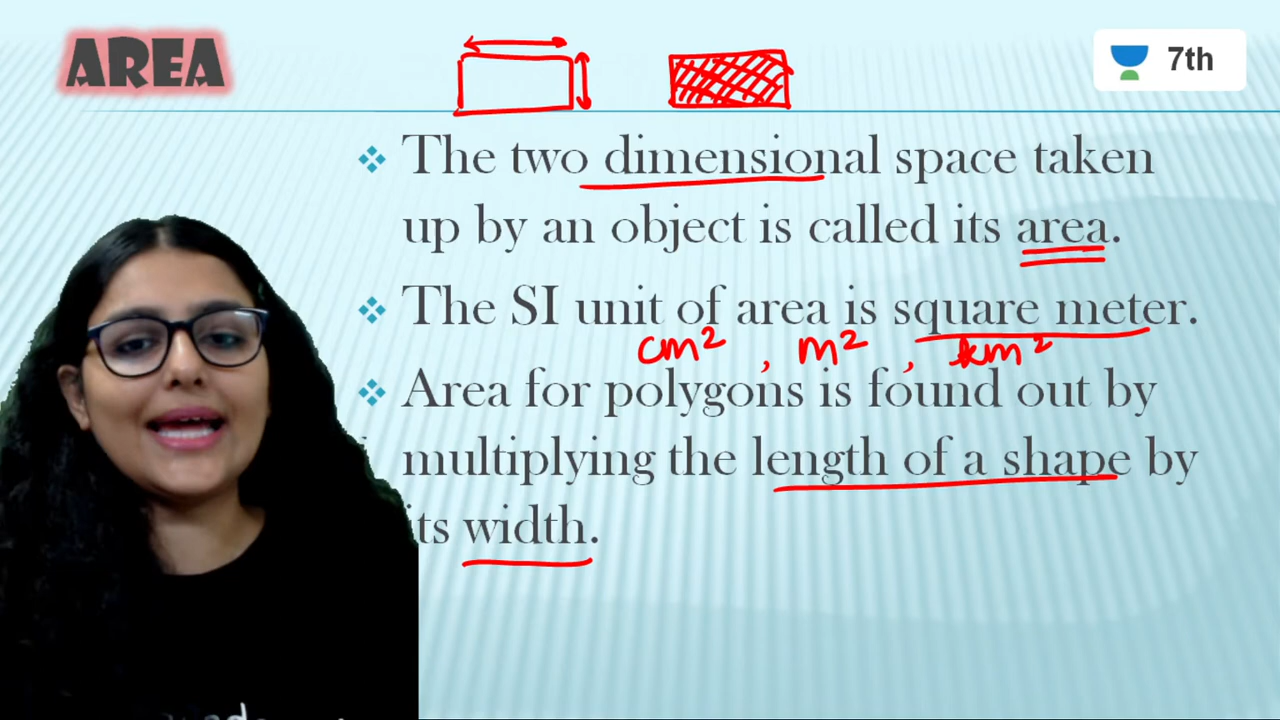 AREA
7th
The two dimensional space taken
up by an object is called its area.
The SI unit of area is square meter.
cm² , m² , km²
Area for polygons is found out by
multiplying the length of a shape by
its width.